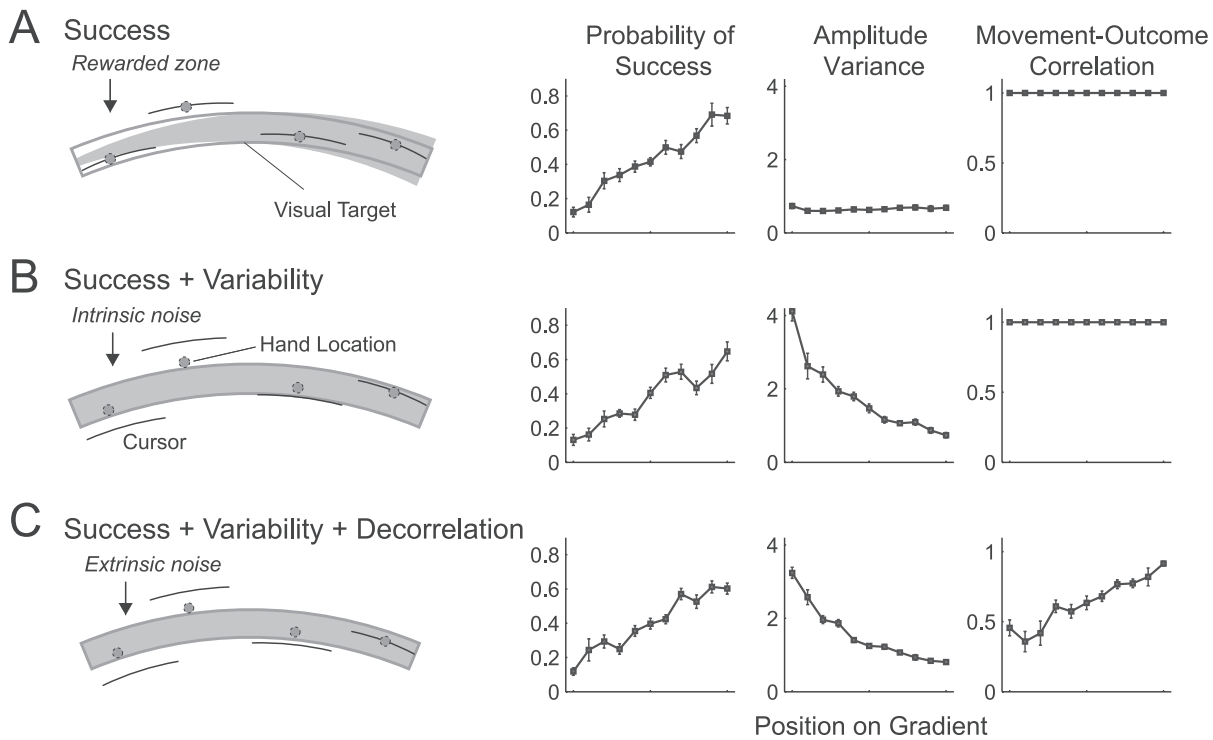 A Success
Rewarded zone
Visual Target
Probability of
Success
Amplitude
Variance
Movement-Outcome
Correlation
0.8
0.6
0.4
0.2
0
4
2
0
1
0.5
0
B Success + Variability
Intrinsic noise
Hand Location
Cursor
0.8
0.6
0.4
0.2
0
4
2
0
1
0.5
0
C Success + Variability + Decorrelation
Extrinsic noise
0.8
0.6
0.4
0.2
0
4
2
0
1
0.5
0
Position on Gradient